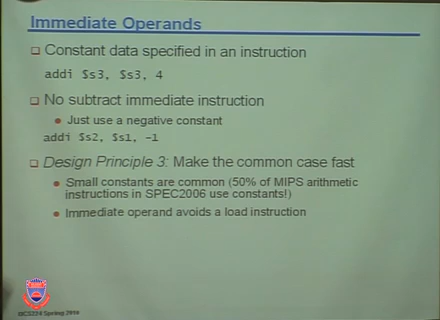 Immediate Operands
Constant data specified in an instruction
addi $s3, $s3, 4
No subtract immediate instruction
Just use a negative constant
addi $s2, $s1, -1
Design Principle 3: Make the common case fast
Small constants are common (50% of MIPS arithmetic
instructions in SPEC2006 use constants!)
Immediate operand avoids a load instruction
Spring